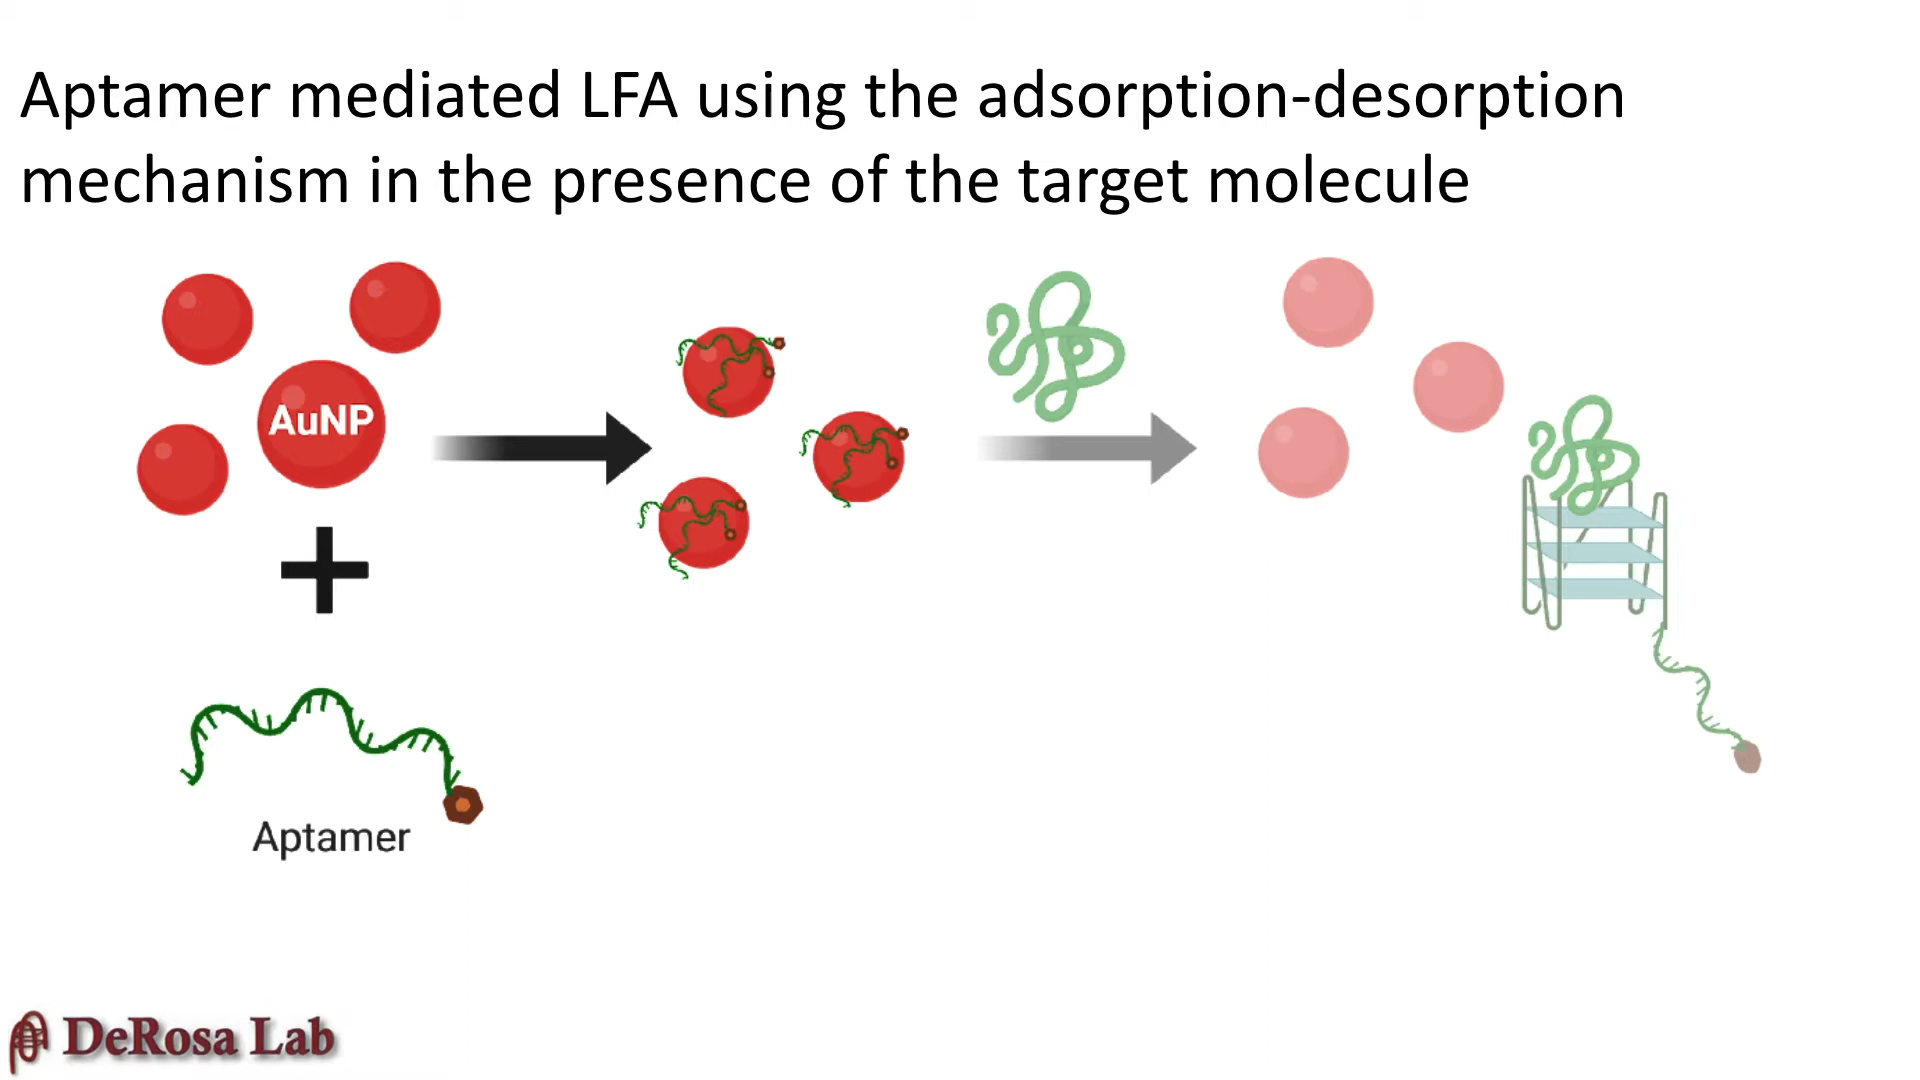 Aptamer mediated LFA using the adsorption-desorption
mechanism in the presence of the target molecule
AuNP
Aptamer
DeRosa Lab